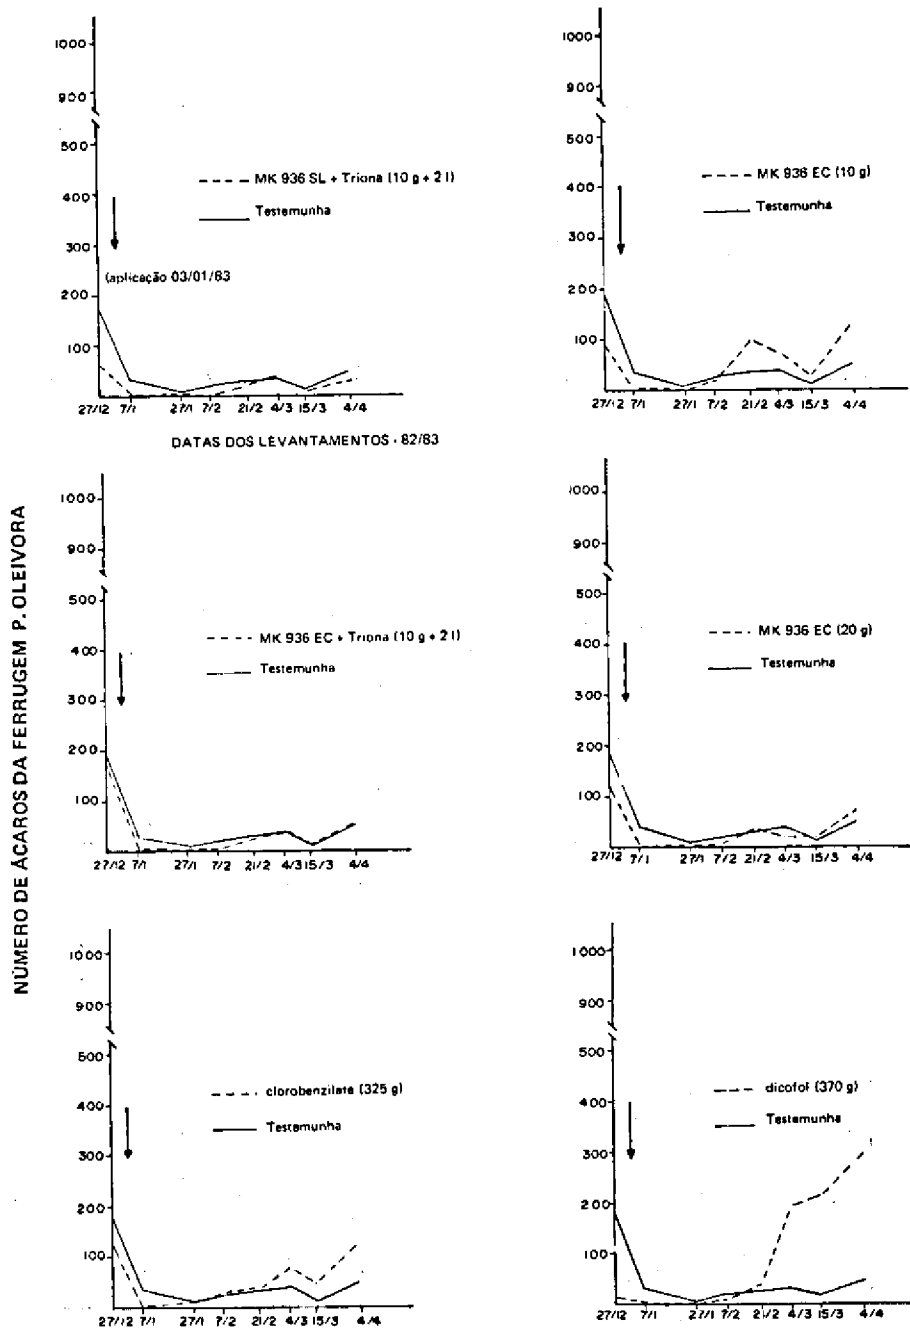 NÚMERO DE ÁCAROS DA FERRUGEM P. OLEIVORA
1000
900
500
400
300
200
100
MK 936 SL + Triona (10 g + 2 l)
Testemunha
(aplicação 03/01/83
27/12 7/1 27/1 7/2 21/2 4/3 15/3 4/4
DATAS DOS LEVANTAMENTOS - 82/83
1000
900
500
400
300
200
100
MK 936 EC (10 g)
Testemunha
27/12 7/1 27/1 7/2 21/2 4/3 15/3 4/4
1000
900
500
400
300
200
100
MK 936 EC + Triona (10 g + 2 l)
Testemunha
27/12 7/1 27/1 7/2 21/2 4/3 15/3 4/4
1000
900
500
400
300
200
100
MK 936 EC (20 g)
Testemunha
27/12 7/1 27/1 7/2 21/2 4/3 15/3 4/4
1000
900
500
400
300
200
100
clorobenzilate (325 g)
Testemunha
27/12 7/1 27/1 7/2 21/2 4/3 15/3 4/4
1000
900
500
400
300
200
100
dicofol (370 g)
Testemunha
27/12 7/1 27/1 7/2 21/2 4/3 15/3 4/4